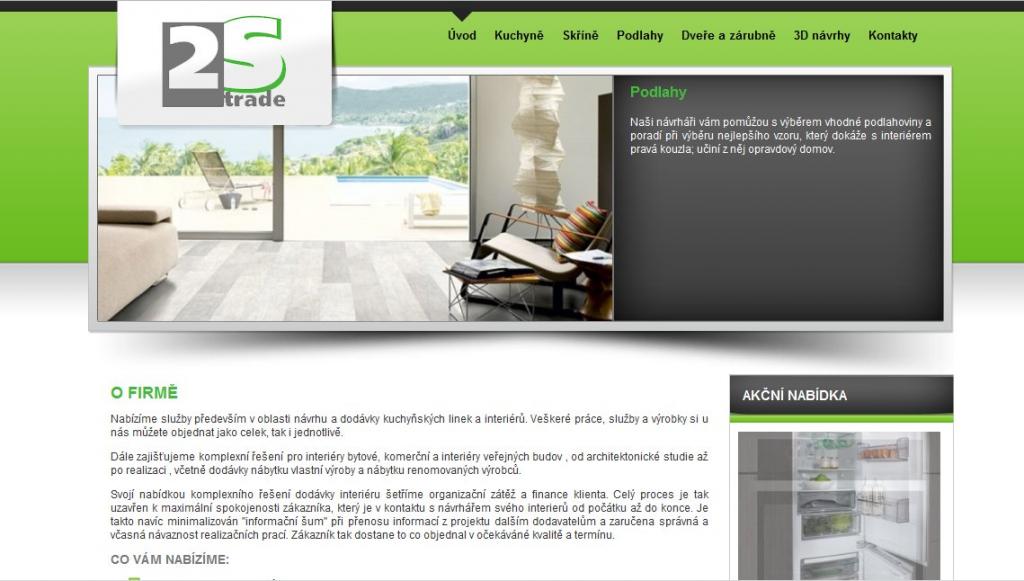 2S
trade
Úvod Kuchyně Skříně Podlahy Dveře a zárubně 3D návrhy Kontakty
Podlahy
Naši návrháři vám pomůžou s výběrem vhodné podlahoviny a
poradí při výběru nejlepšího vzoru, který dokáže s interiérem
pravá kouzla; učiní z něj opravdový domov.
O FIRMĚ
Nabízíme služby především v oblasti návrhu a dodávky kuchyňských linek a interiérů. Veškeré práce, služby a výrobky si u
nás můžete objednat jako celek, tak i jednotlivě.
Dále zajišťujeme komplexní řešení pro interiéry bytové, komerční a interiéry veřejných budov , od architektonické studie až
po realizaci , včetně dodávky nábytku vlastní výroby a nábytku renomovaných výrobců.
Svojí nabídkou komplexního řešení dodávky interiéru šetříme organizační zátěž a finance klienta. Celý proces je tak
uzavřen k maximální spokojenosti zákazníka, který je v kontaktu s návrhářem svého interierů od počátku až do konce. Je
takto navíc minimalizován "informační šum" při přenosu informací z projektu dalším dodavatelům a zaručena správná a
včasná návaznost realizačních prací. Zákazník tak dostane to co objednal v očekáváné kvalitě a termínu.
CO VÁM NABÍZÍME:
AKČNÍ NABÍDKA